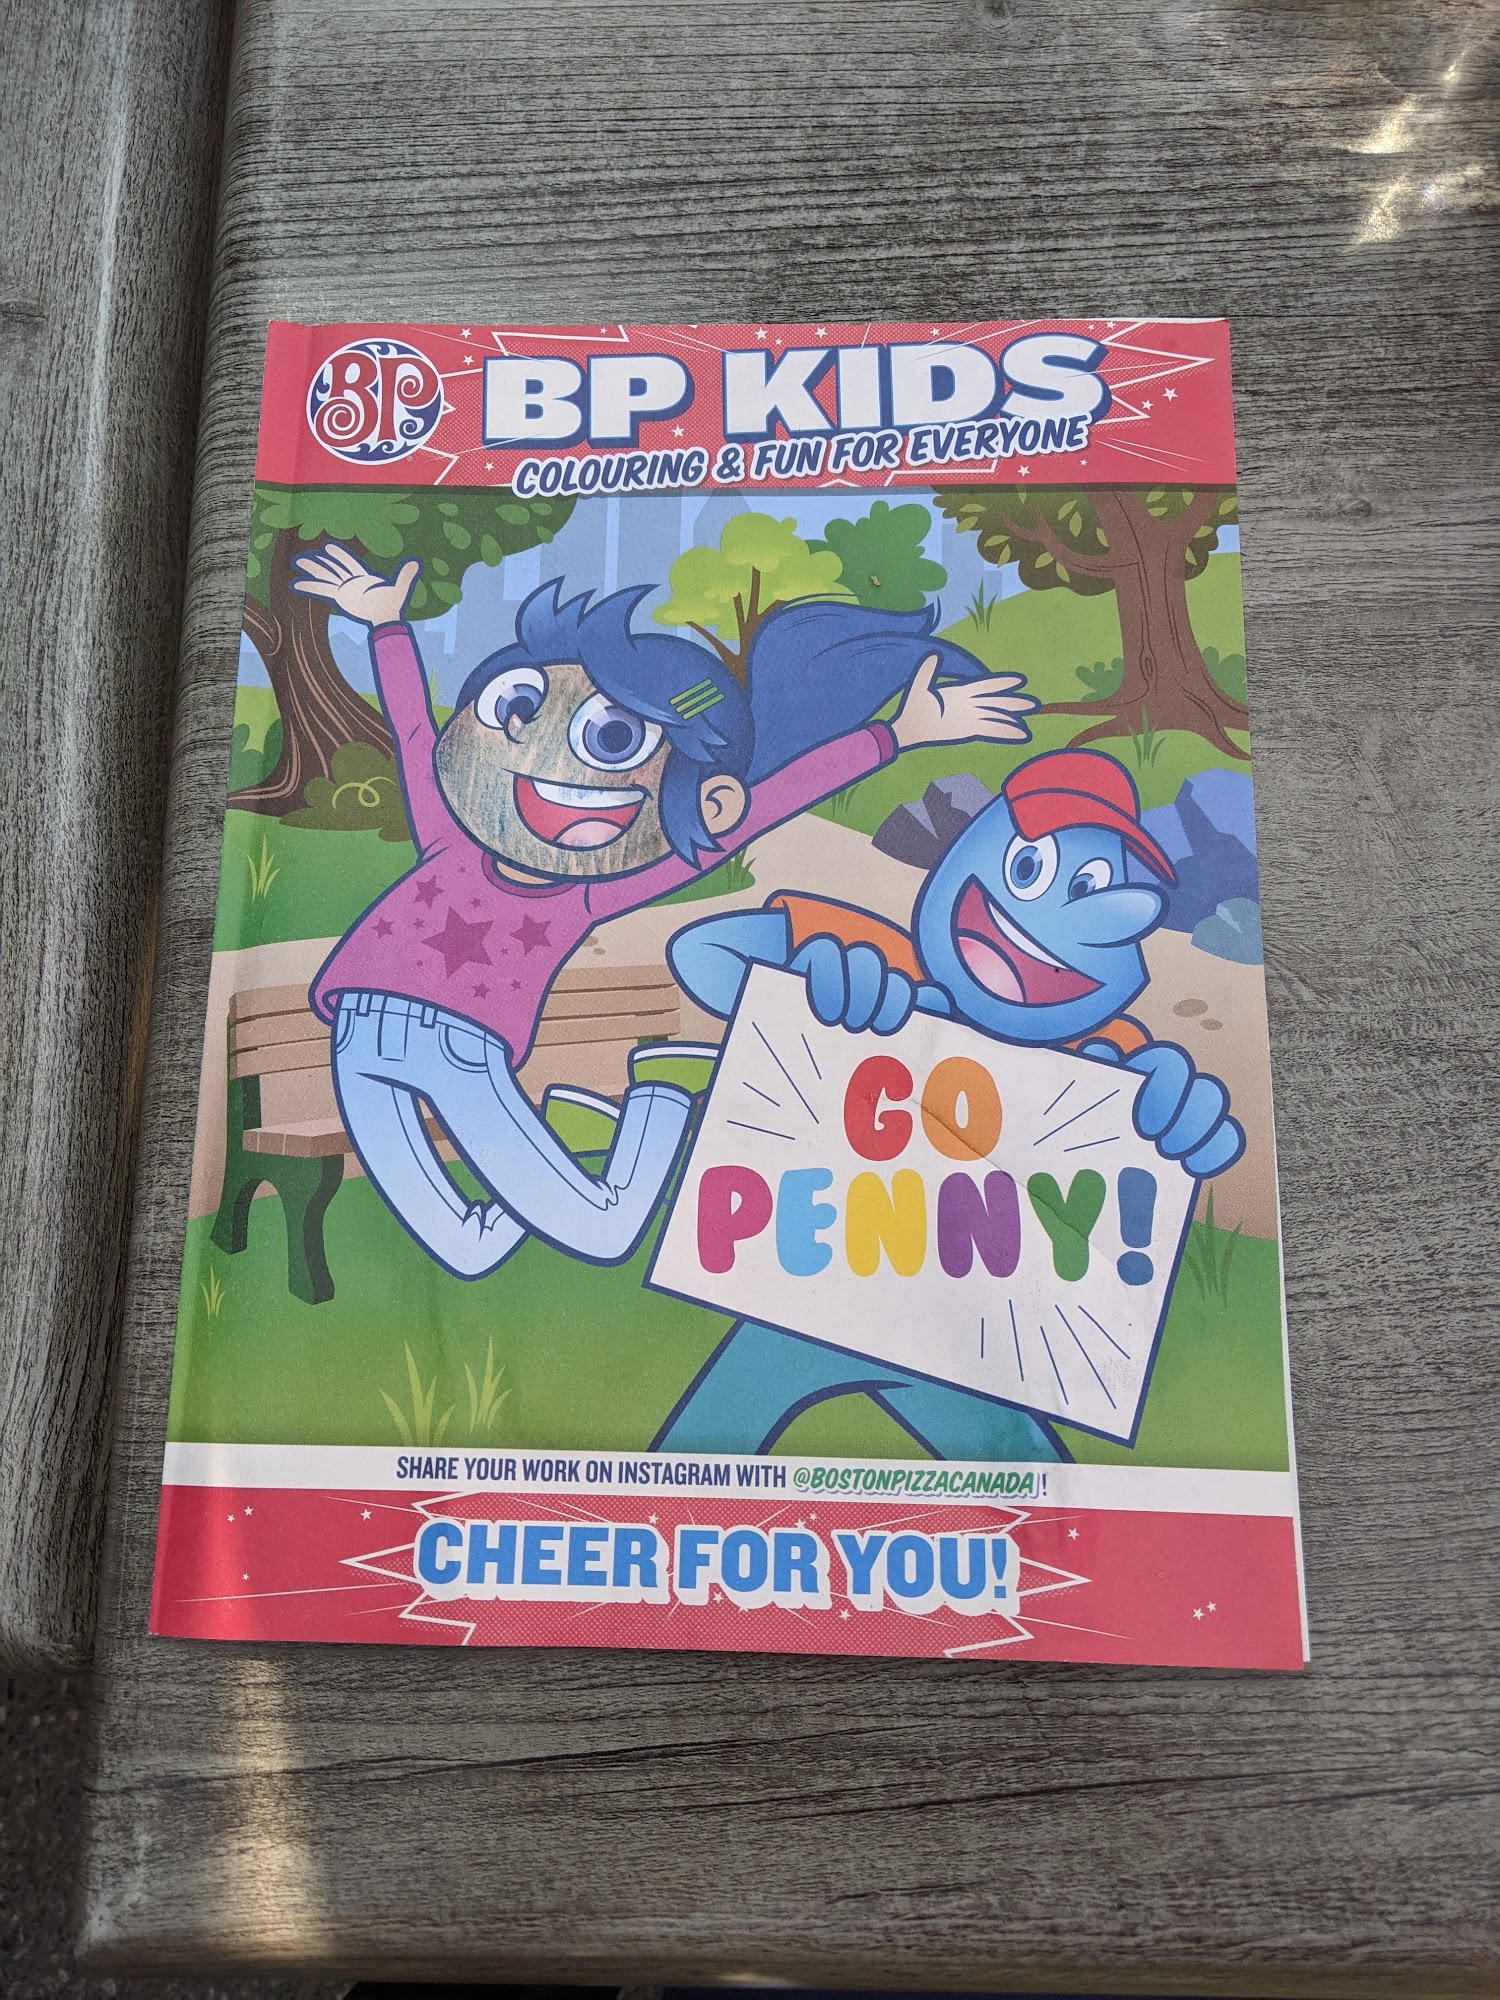 BP
BP KIDS
COLOURING & FUN FOR EVERYONE
GO
PENNY!
SHARE YOUR WORK ON INSTAGRAM WITH @BOSTONPIZZACANADA!
CHEER FOR YOU!